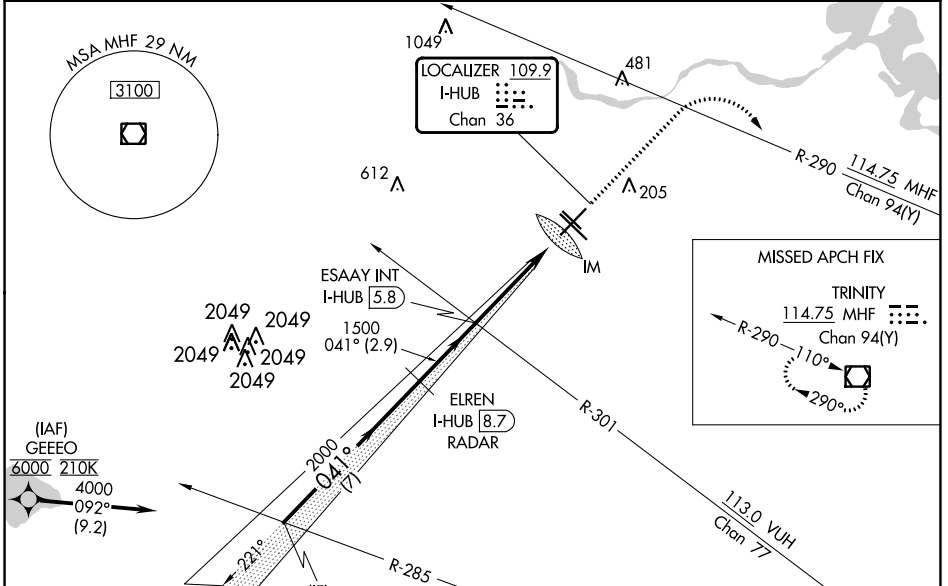 MSA MHF 29 NM
3100
1049
LOCALIZER 109.9
I-HUB
Chan 36
481
R-290
114.75 MHF
Chan 94(Y)
612
205
IM
ESAAY INT
I-HUB 5.8
1500
041° (2.9)
2049
2049
2049
2049
2049
ELREN
I-HUB 8.7
RADAR
R-301
113.0 VUH
Chan 77
MISSED APCH FIX
TRINITY
114.75 MHF
Chan 94(Y)
R-290
110°
290°
(IAF)
GEEEO
6000 210K
4000
092°
(9.2)
2000
041°
(7)
221°
R-285